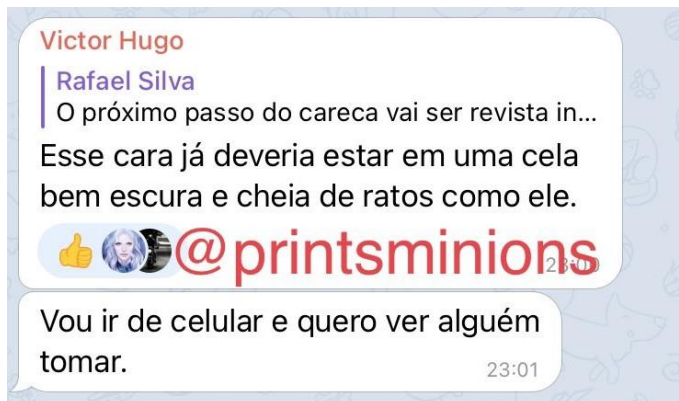 Victor Hugo
Rafael Silva
O próximo passo do careca vai ser revista in...
Esse cara já deveria estar em uma cela
bem escura e cheia de ratos como ele.
@printsminions
Vou ir de celular e quero ver alguém
tomar.
23:01